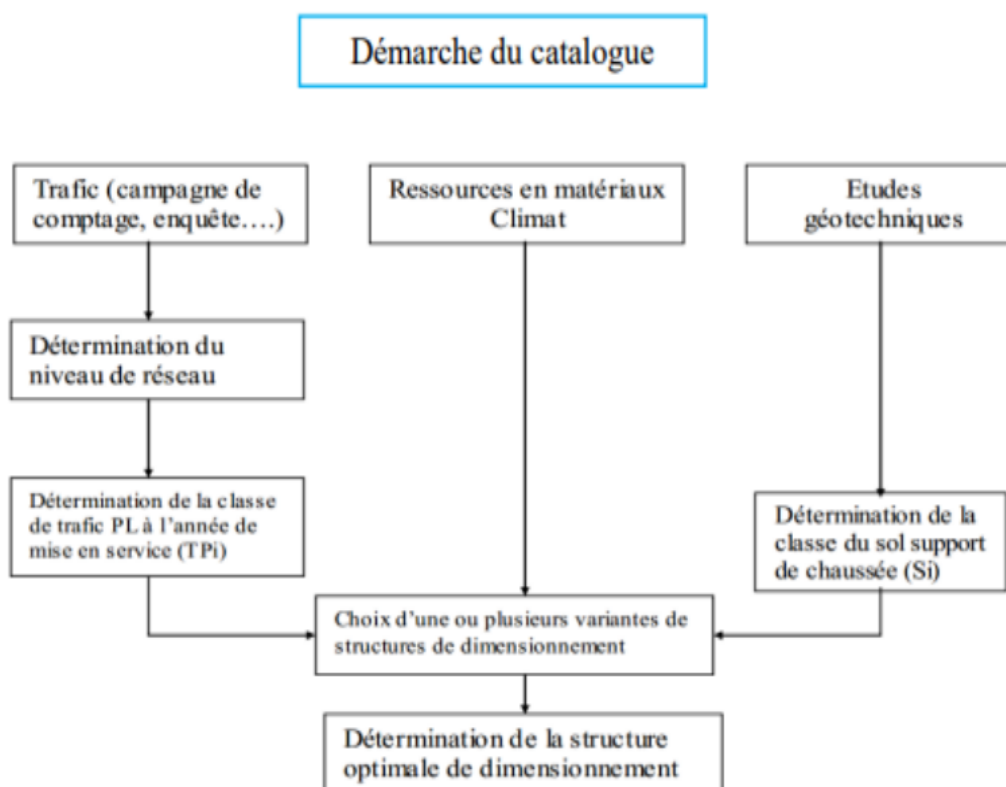 Démarche du catalogue
Trafic (campagne de
comptage, enquête….)
Ressources en matériaux
Climat
Etudes
géotechniques
Détermination du
niveau de réseau
Détermination de la classe
de trafic PL à l’année de
mise en service (TPi)
Détermination de la
classe du sol support
de chaussée (Si)
Choix d’une ou plusieurs variantes de
structures de dimensionnement
Détermination de la structure
optimale de dimensionnement